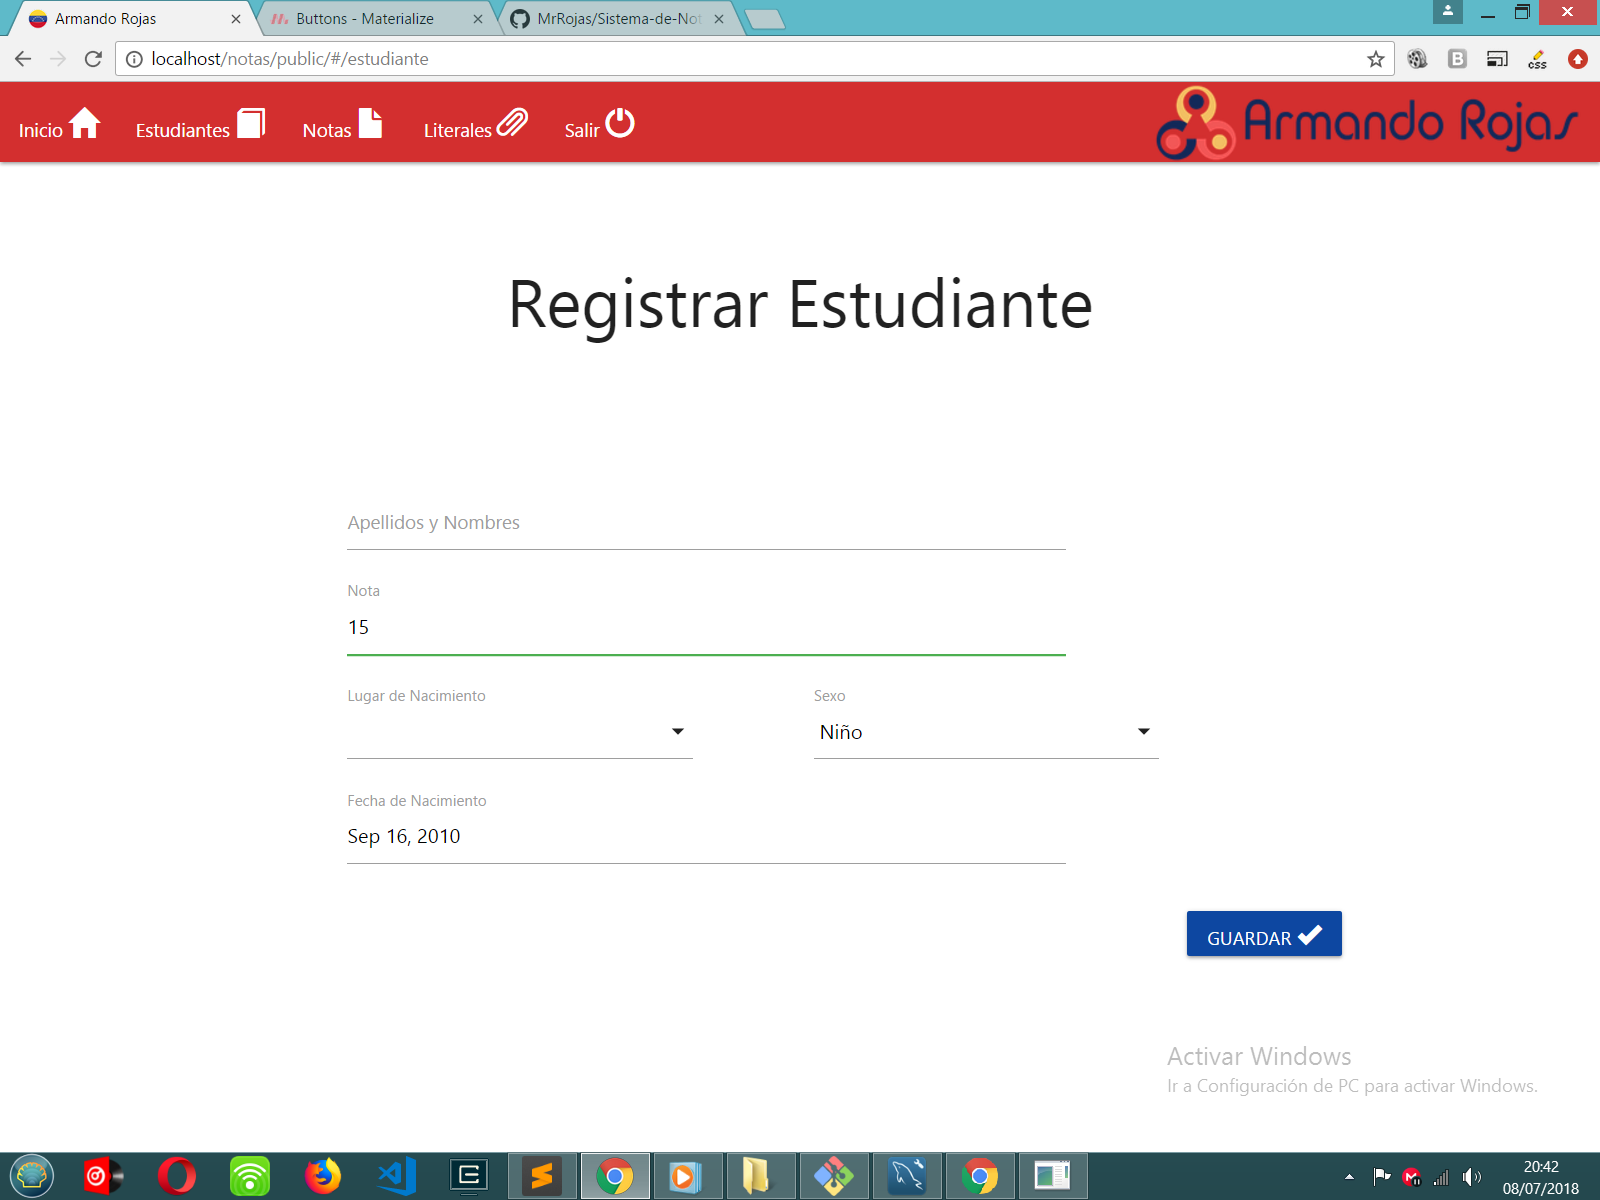 Armando Rojas
Buttons - Materialize
MrRojas/Sistema-de-Not
localhost/notas/public/#/estudiante
B
css
Inicio
Estudiantes
Notas
Literales
Salir
Armando Rojas
Registrar Estudiante
Apellidos y Nombres
Nota
15
Lugar de Nacimiento
Sexo
Niño
Fecha de Nacimiento
Sep 16, 2010
GUARDAR
Activar Windows
Ir a Configuración de PC para activar Windows.
20:42
08/07/2018